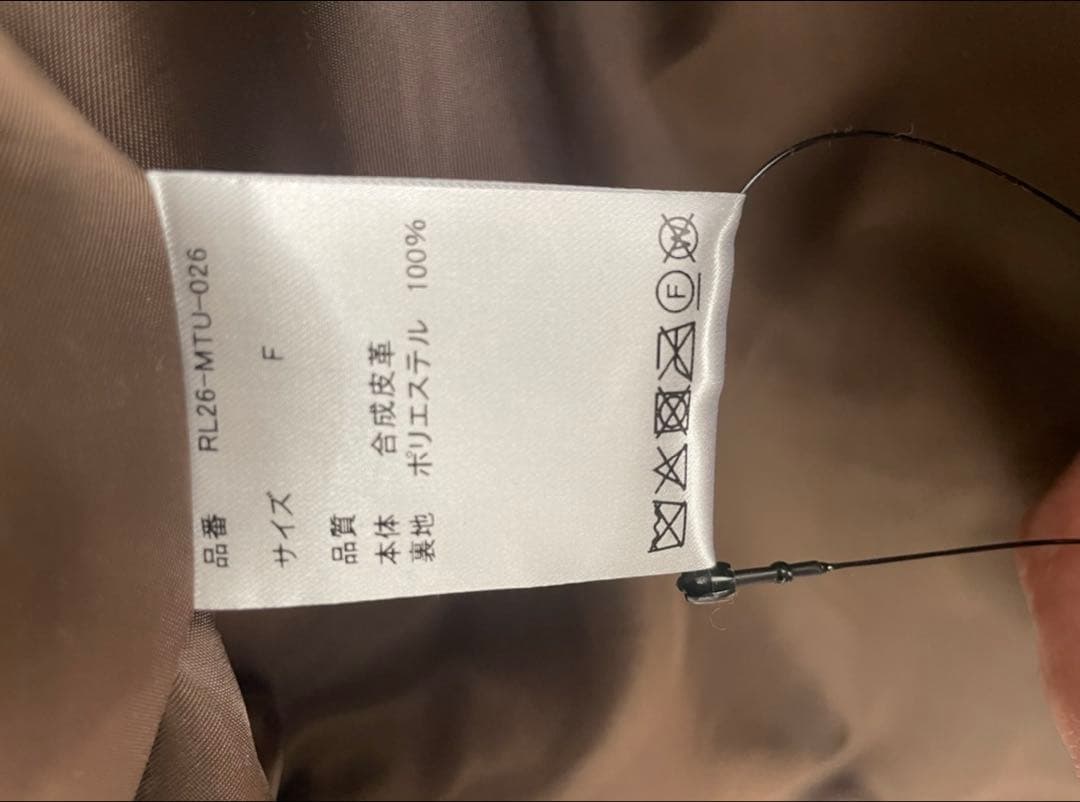 品番 RL26-MTU-026
サイズ F
品質
本体 合成皮革
裏地 ポリエステル 100%
F W